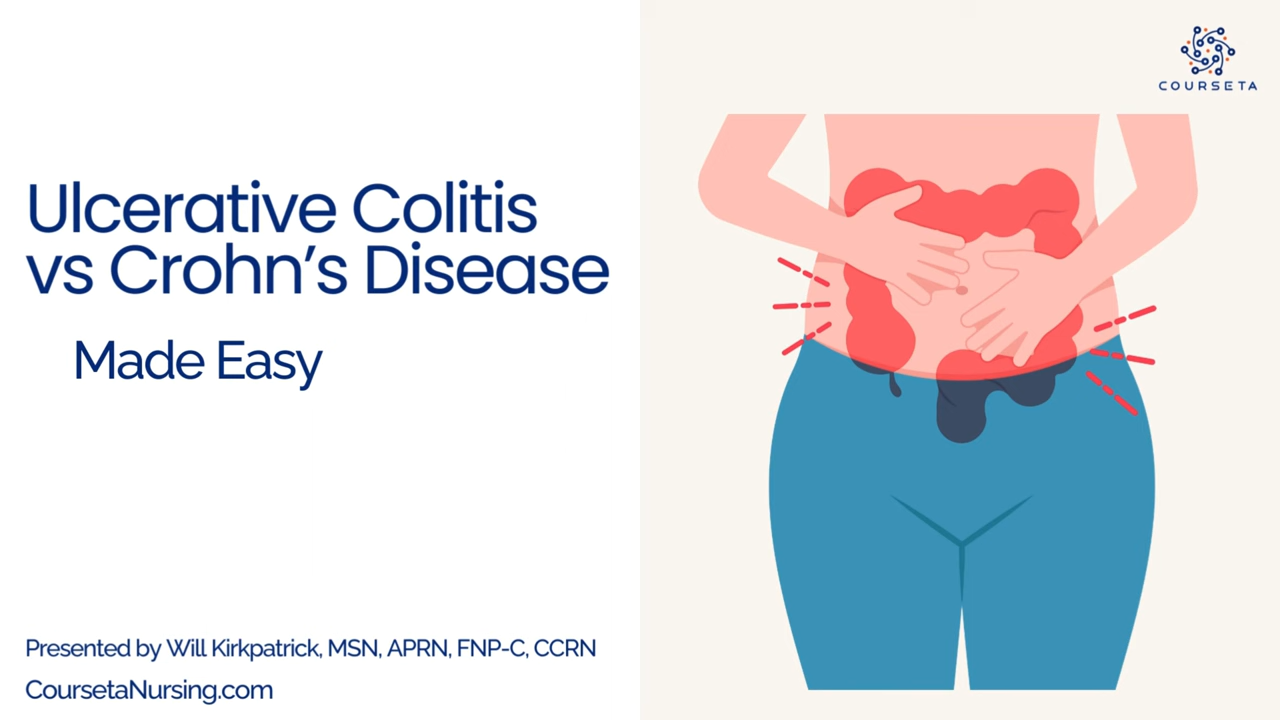 COURSETA
Ulcerative Colitis
vs Crohn’s Disease
Made Easy
Presented by Will Kirkpatrick, MSN, APRN, FNP-C, CCRN
CoursetaNursing.com